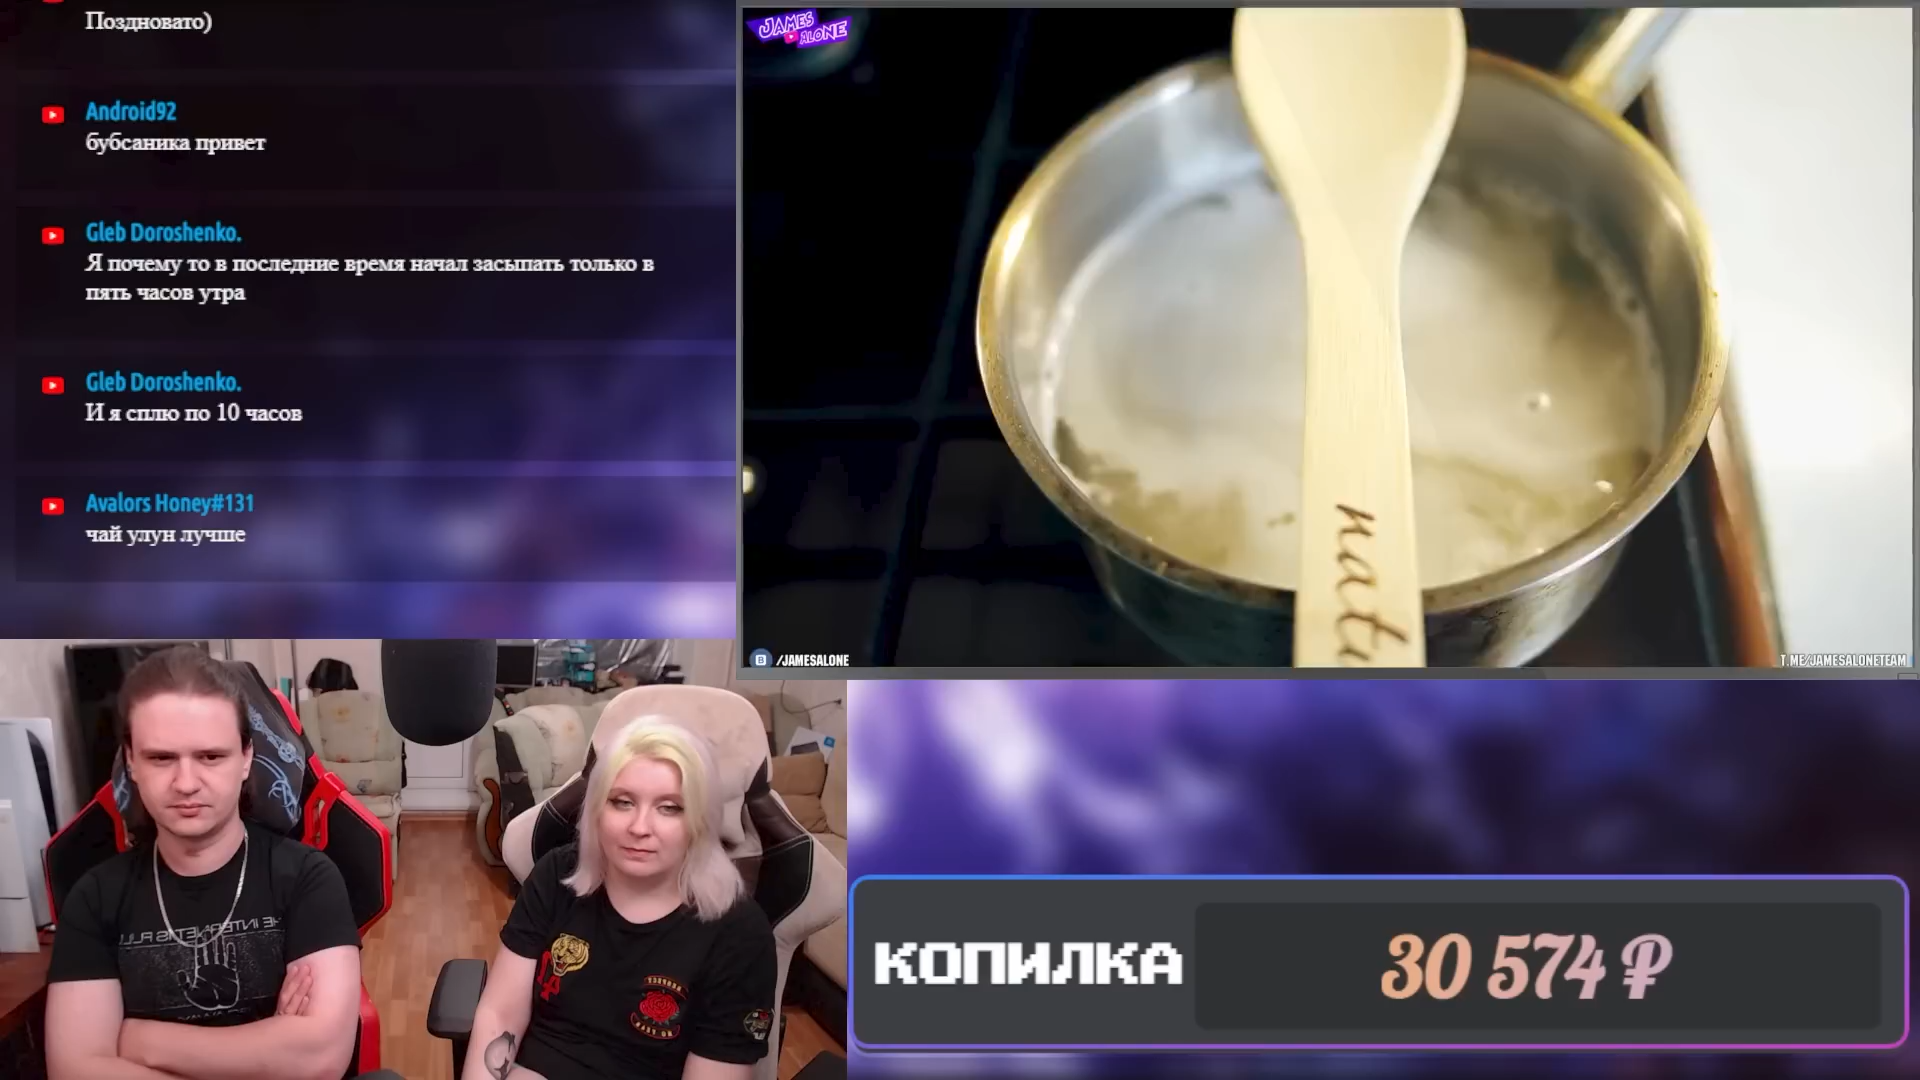 Поздновато)
Android92
бубсаника привет
Gleb Doroshenko.
Я почему то в последние время начал засыпать только в
пять часов утра
Gleb Doroshenko.
И я сплю по 10 часов
Avalors Honey#131
чай улун лучше
JAMES
ALONE
nati
/JAMESALONE
T.ME/JAMESALONETEAM
КОПИЛКА
30 574 ₽